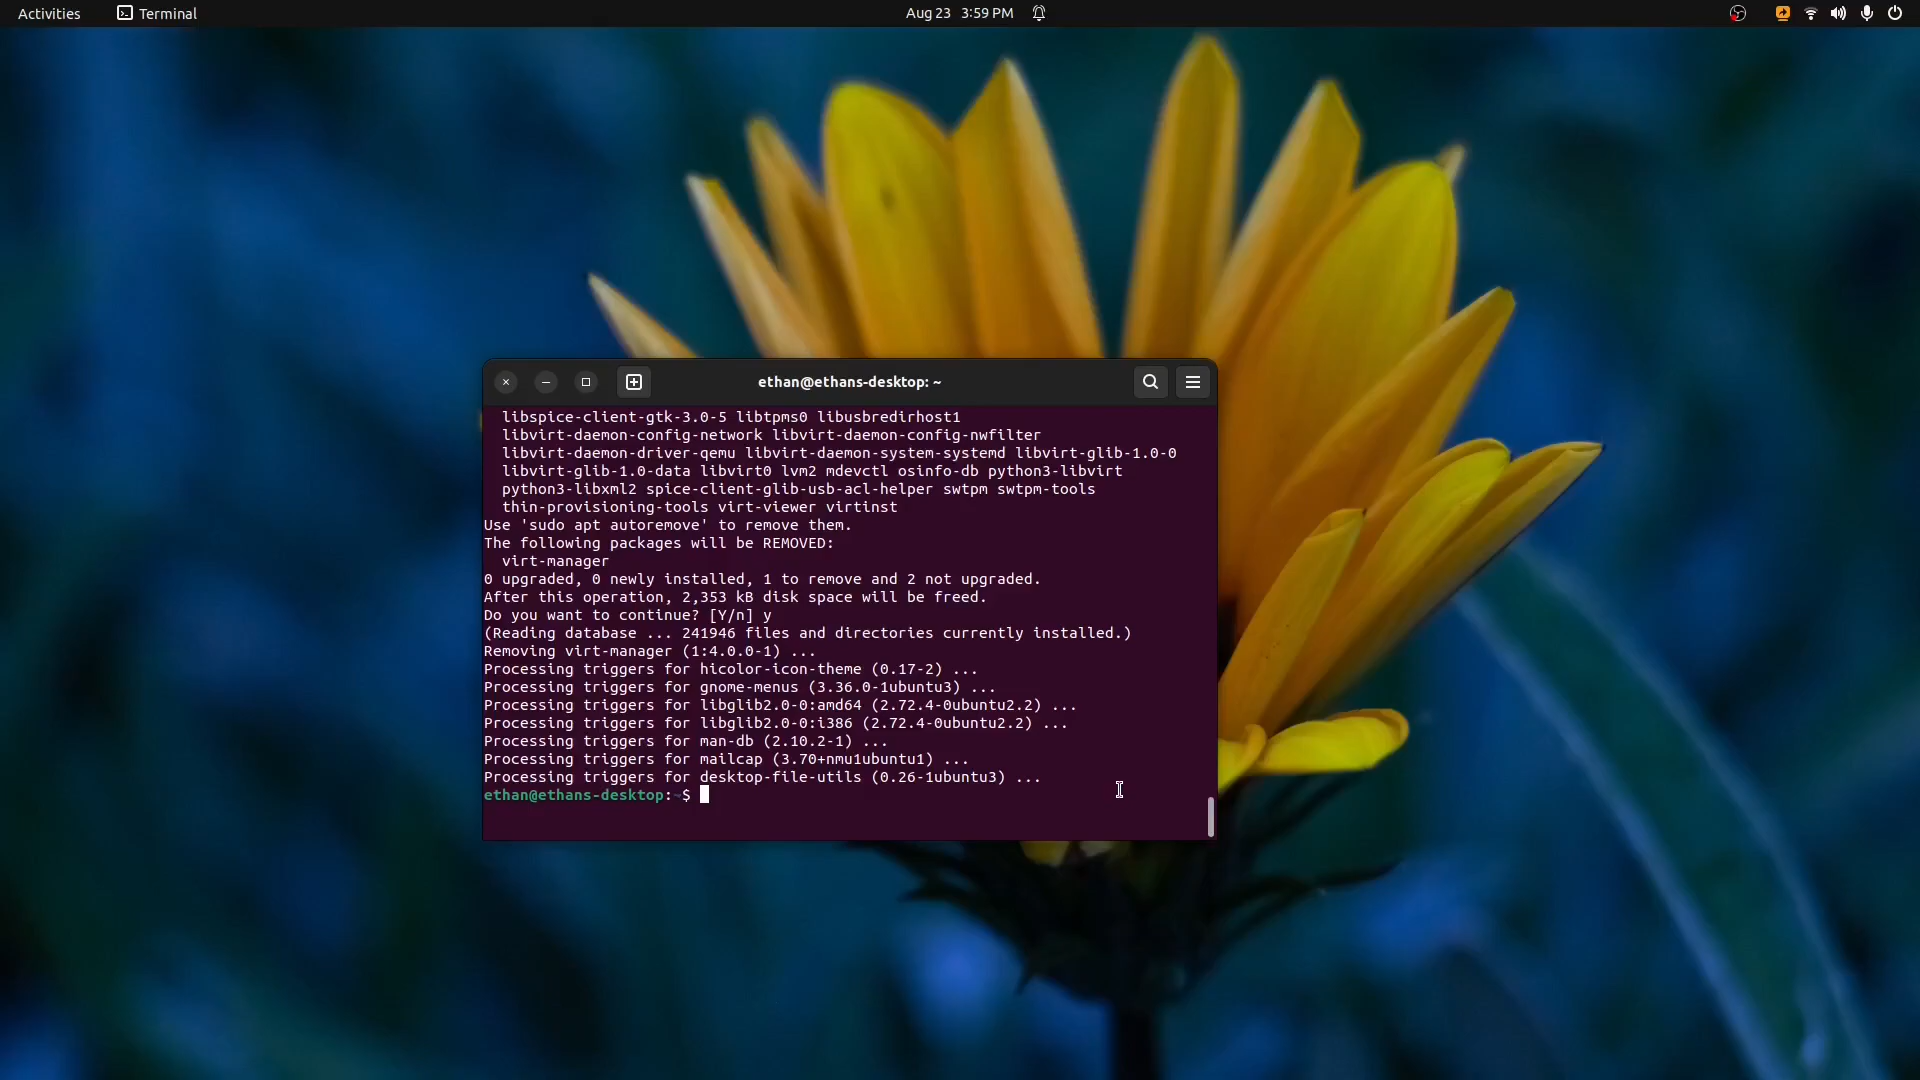 Activities
Terminal
Aug 23 3:59 PM
ethan@ethans-desktop: ~
libspice-client-gtk-3.0-5 libtpms0 libusbredirhost1
libvirt-daemon-config-network libvirt-daemon-config-nwfilter
libvirt-daemon-driver-qemu libvirt-daemon-system-systemd libvirt-glib-1.0-0
libvirt-glib-1.0-data libvirt0 lvm2 mdevctl osinfo-db python3-libvirt
python3-libxml2 spice-client-glib-usb-acl-helper swtpm swtpm-tools
thin-provisioning-tools virt-viewer virtinst
Use 'sudo apt autoremove' to remove them.
The following packages will be REMOVED:
virt-manager
0 upgraded, 0 newly installed, 1 to remove and 2 not upgraded.
After this operation, 2,353 kB disk space will be freed.
Do you want to continue? [Y/n] y
(Reading database ... 241946 files and directories currently installed.)
Removing virt-manager (1:4.0.0-1) ...
Processing triggers for hicolor-icon-theme (0.17-2) ...
Processing triggers for gnome-menus (3.36.0-1ubuntu3) ...
Processing triggers for libglib2.0-0:amd64 (2.72.4-0ubuntu2.2) ...
Processing triggers for libglib2.0-0:i386 (2.72.4-0ubuntu2.2) ...
Processing triggers for man-db (2.10.2-1) ...
Processing triggers for mailcap (3.70+nmu1ubuntu1) ...
Processing triggers for desktop-file-utils (0.26-1ubuntu3) ...
ethan@ethans-desktop:~$